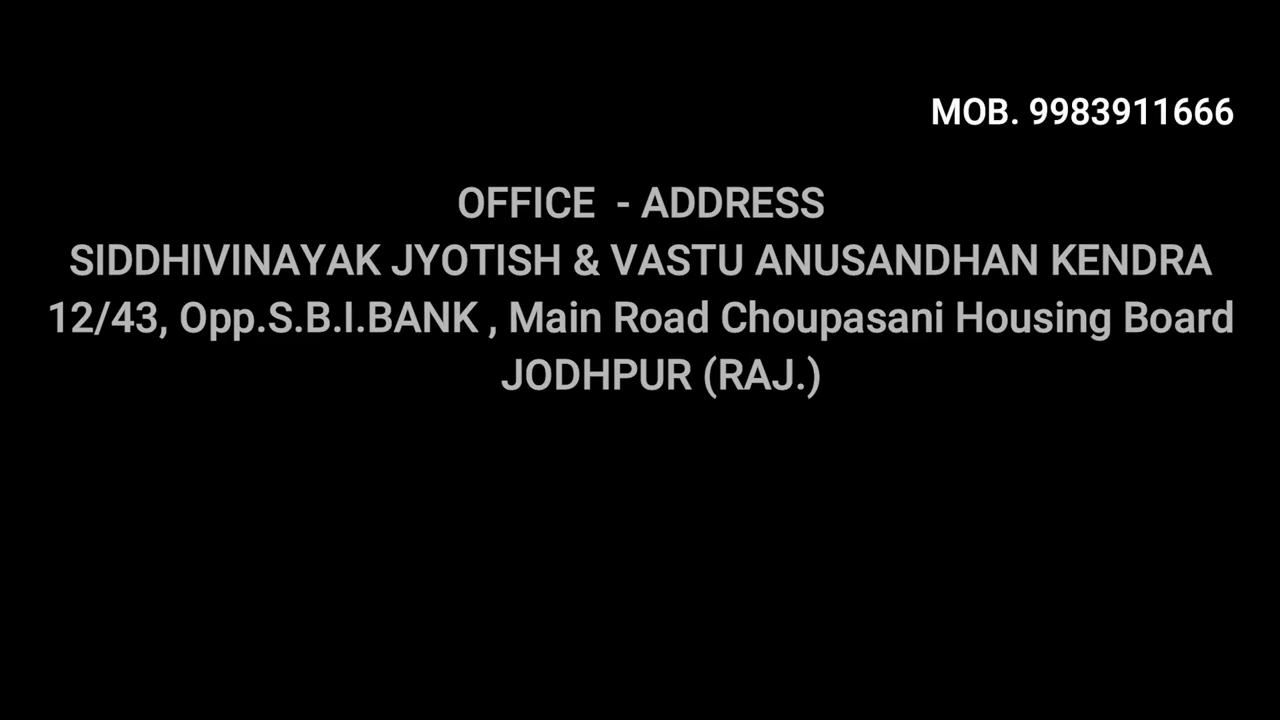 MOB. 9983911666
OFFICE - ADDRESS
SIDDHIVINAYAK JYOTISH & VASTU ANUSANDHAN KENDRA
12/43, Opp.S.B.I.BANK , Main Road Choupasani Housing Board
JODHPUR (RAJ.)